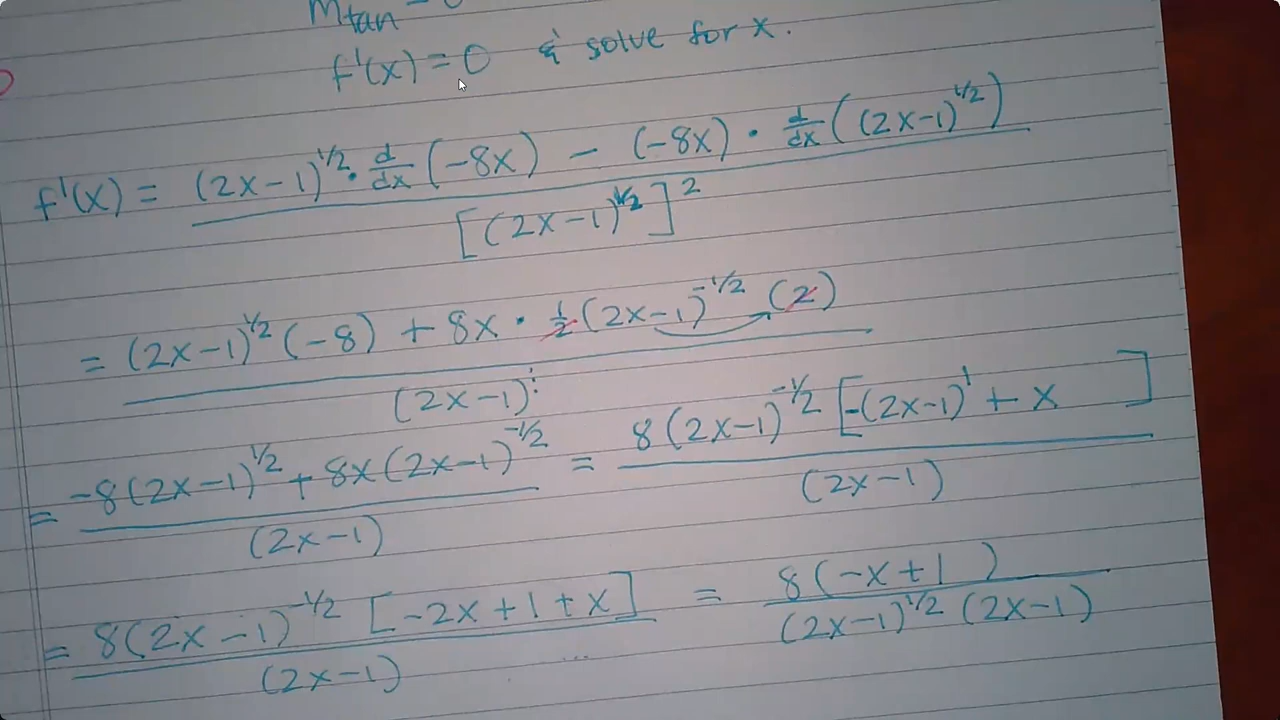 Mtan = 0
f'(x) = 0 & solve for x.
f'(x) = (2x-1)^1/2 · d/dx (-8x) - (-8x) · d/dx ((2x-1)^1/2) / [(2x-1)^1/2]^2
= (2x-1)^1/2 (-8) + 8x · 1/2 (2x-1)^-1/2 (2) / (2x-1)^1
= -8(2x-1)^1/2 + 8x(2x-1)^-1/2 / (2x-1) = 8(2x-1)^-1/2 [-(2x-1)^1 + x ] / (2x-1)
= 8(2x-1)^-1/2 [-2x+1+x] / (2x-1) = 8(-x+1) / (2x-1)^1/2 (2x-1)